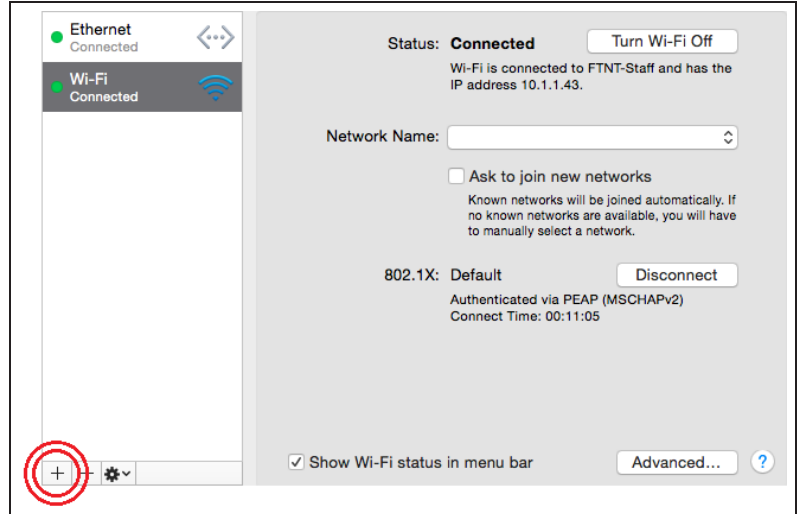 Ethernet
Connected
Wi-Fi
Connected
Status: Connected Turn Wi-Fi Off
Wi-Fi is connected to FTNT-Staff and has the
IP address 10.1.1.43.
Network Name:
Ask to join new networks
Known networks will be joined automatically. If
no known networks are available, you will have
to manually select a network.
802.1X: Default Disconnect
Authenticated via PEAP (MSCHAPv2)
Connect Time: 00:11:05
Show Wi-Fi status in menu bar Advanced... ?